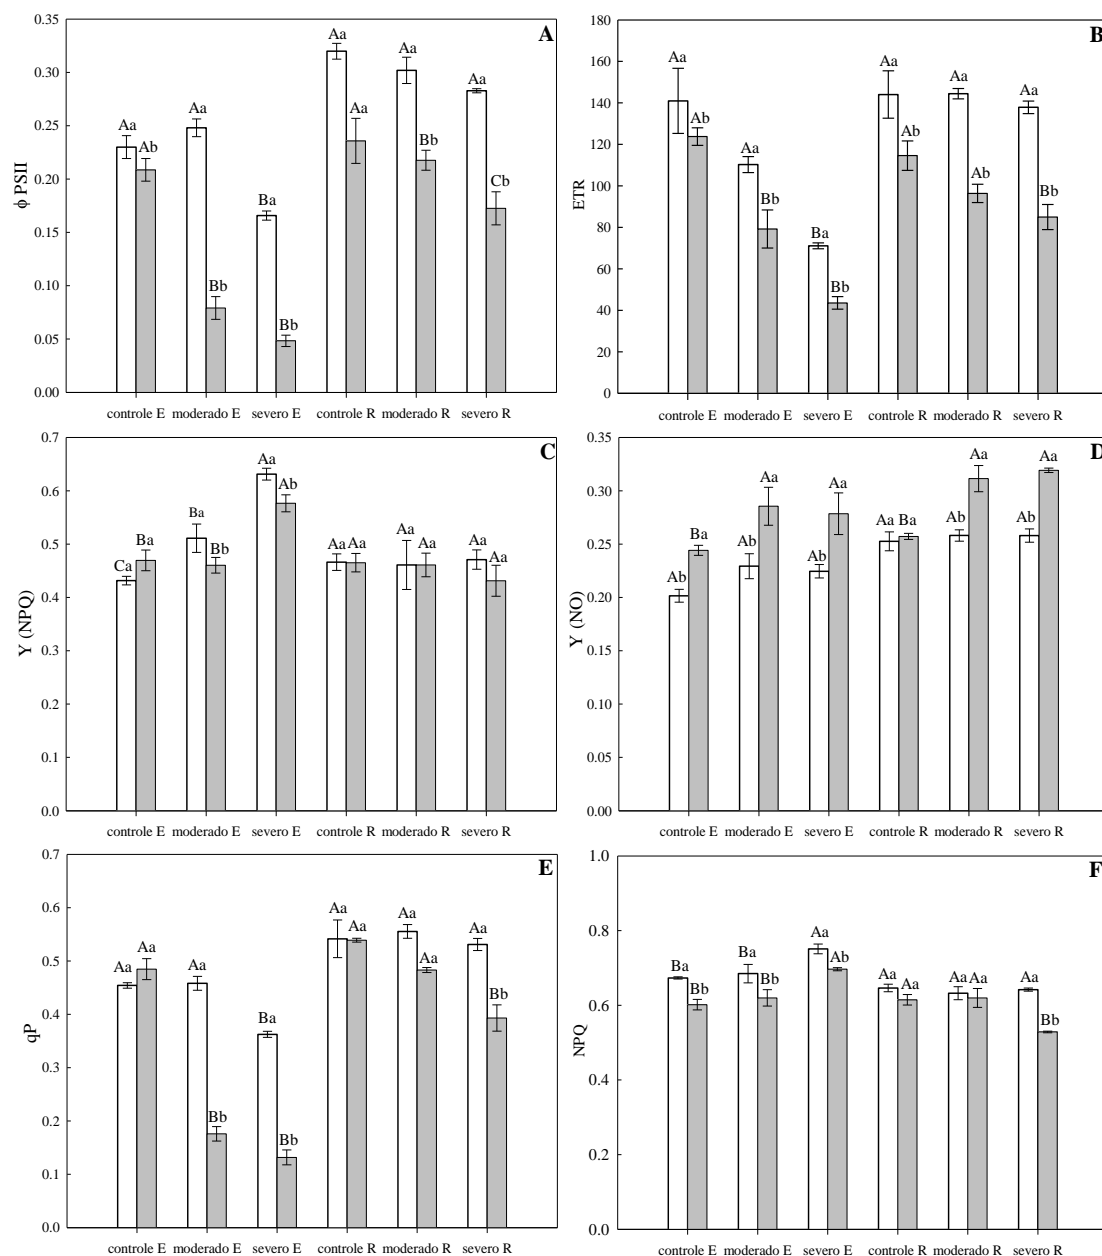 A
0.35
0.30
0.25
0.20
0.15
0.10
0.05
0.00
ϕ PSII
Aa Ab Aa Bb Ba Bb Aa Aa Aa Bb Aa Cb
controle E moderado E severo E controle R moderado R severo R
B
180
160
140
120
100
80
60
40
20
0
ETR
Aa Ab Aa Bb Ba Bb Aa Ab Aa Ab Aa Bb
controle E moderado E severo E controle R moderado R severo R
C
0.7
0.6
0.5
0.4
0.3
0.2
0.1
0.0
Y (NPQ)
Ca Ba Ba Bb Aa Ab Aa Aa Aa Aa Aa Aa
controle E moderado E severo E controle R moderado R severo R
D
0.35
0.30
0.25
0.20
0.15
0.10
0.05
0.00
Y (NO)
Ab Ba Ab Aa Ab Aa Aa Ba Ab Aa Ab Aa
controle E moderado E severo E controle R moderado R severo R
E
0.7
0.6
0.5
0.4
0.3
0.2
0.1
0.0
qP
Aa Aa Aa Bb Ba Bb Aa Aa Aa Aa Aa Bb
controle E moderado E severo E controle R moderado R severo R
F
1.0
0.8
0.6
0.4
0.2
0.0
NPQ
Ba Bb Ba Bb Aa Ab Aa Aa Aa Aa Aa Bb
controle E moderado E severo E controle R moderado R severo R